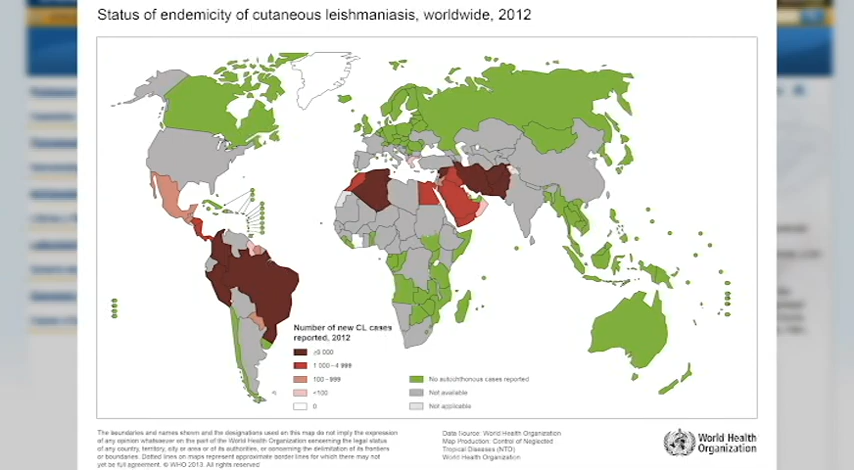 Status of endemicity of cutaneous leishmaniasis, worldwide, 2012
Number of new CL cases
reported, 2012
1 000–4 999
100–999
<100
0
No autochthonous cases reported
Not available
Not applicable
The boundaries and names shown and the designations used on this map do not imply the expression
of any opinion whatsoever on the part of the World Health Organization concerning the legal status
of any country, territory, city or area or of its authorities, or concerning the delimitation of its frontiers
or boundaries. Dotted lines on maps represent approximate border lines for which there may not
yet be full agreement. © WHO 2013. All rights reserved
Data Source: World Health Organization
Map Production: Control of Neglected
Tropical Diseases (NTD)
World Health Organization
World Health
Organization